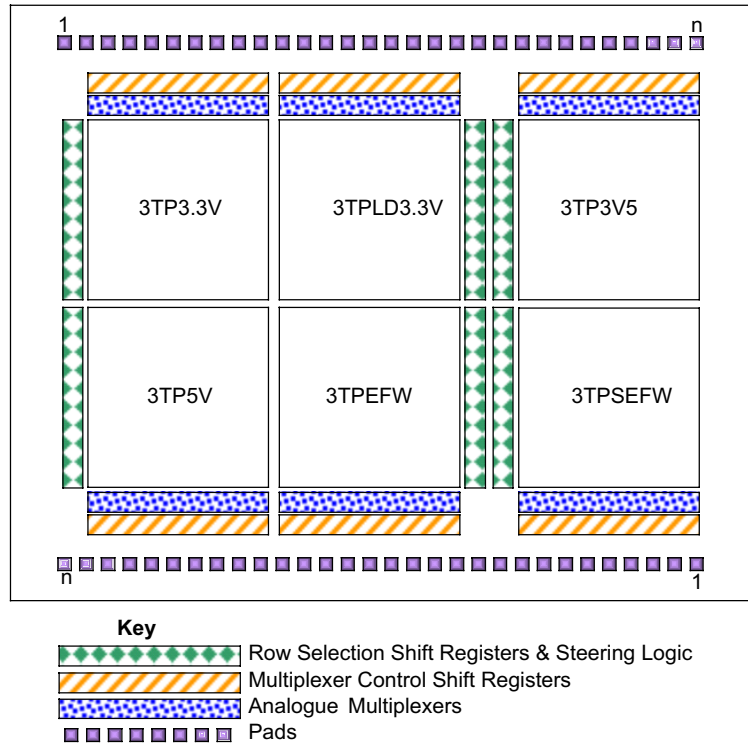 1 n
3TP3.3V 3TPLD3.3V 3TP3V5
3TP5V 3TPEFW 3TPSEFW
n 1
Key
Row Selection Shift Registers & Steering Logic
Multiplexer Control Shift Registers
Analogue Multiplexers
Pads